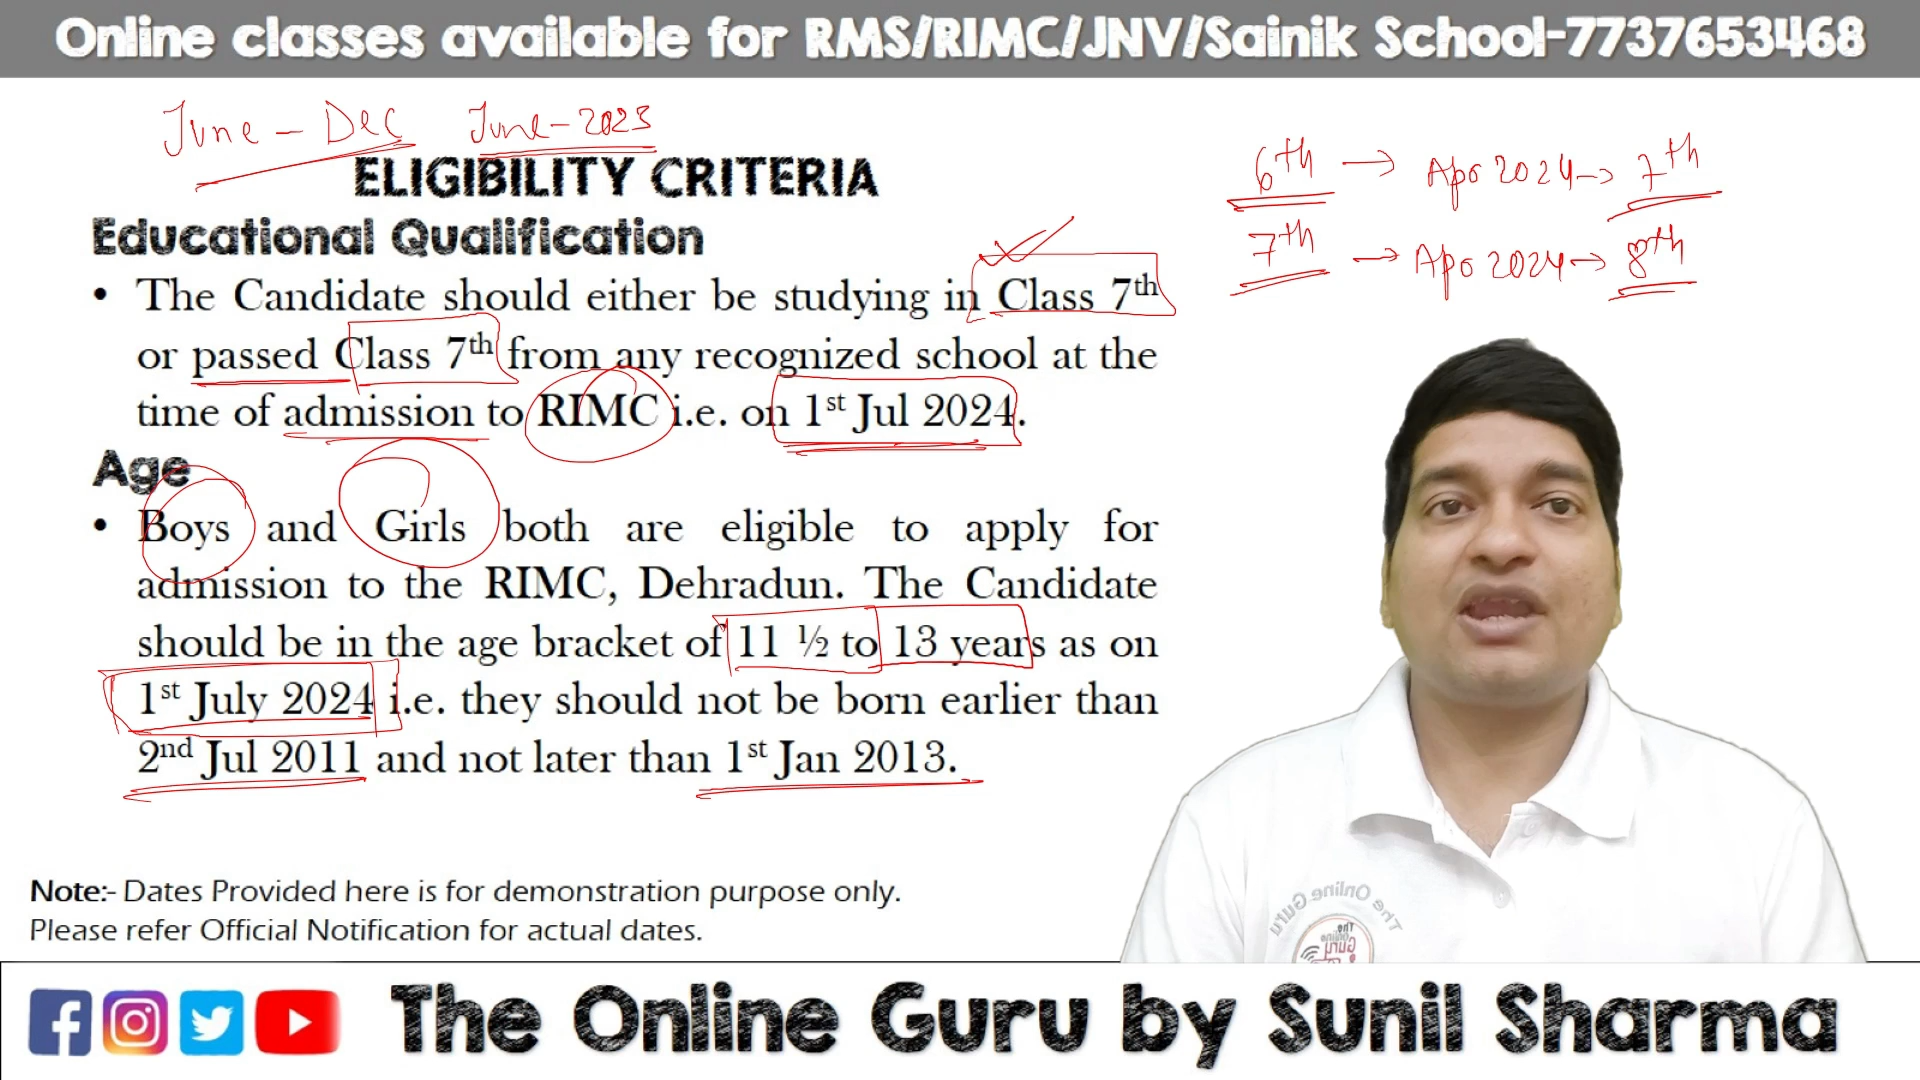 Online classes available for RMS/RIMC/JNV/Sainik School-7737653468
June - Dec June-2023
ELIGIBILITY CRITERIA
6th → Apr 2024 → 7th
7th → Apr 2024 → 8th
Educational Qualification
• The Candidate should either be studying in Class 7th
or passed Class 7th from any recognized school at the
time of admission to RIMC i.e. on 1st Jul 2024.
Age
• Boys and Girls both are eligible to apply for
admission to the RIMC, Dehradun. The Candidate
should be in the age bracket of 11 ½ to 13 years as on
1st July 2024 i.e. they should not be born earlier than
2nd Jul 2011 and not later than 1st Jan 2013.
Note:- Dates Provided here is for demonstration purpose only.
Please refer Official Notification for actual dates.
The Online Guru
The Online Guru
The Online Guru by Sunil Sharma